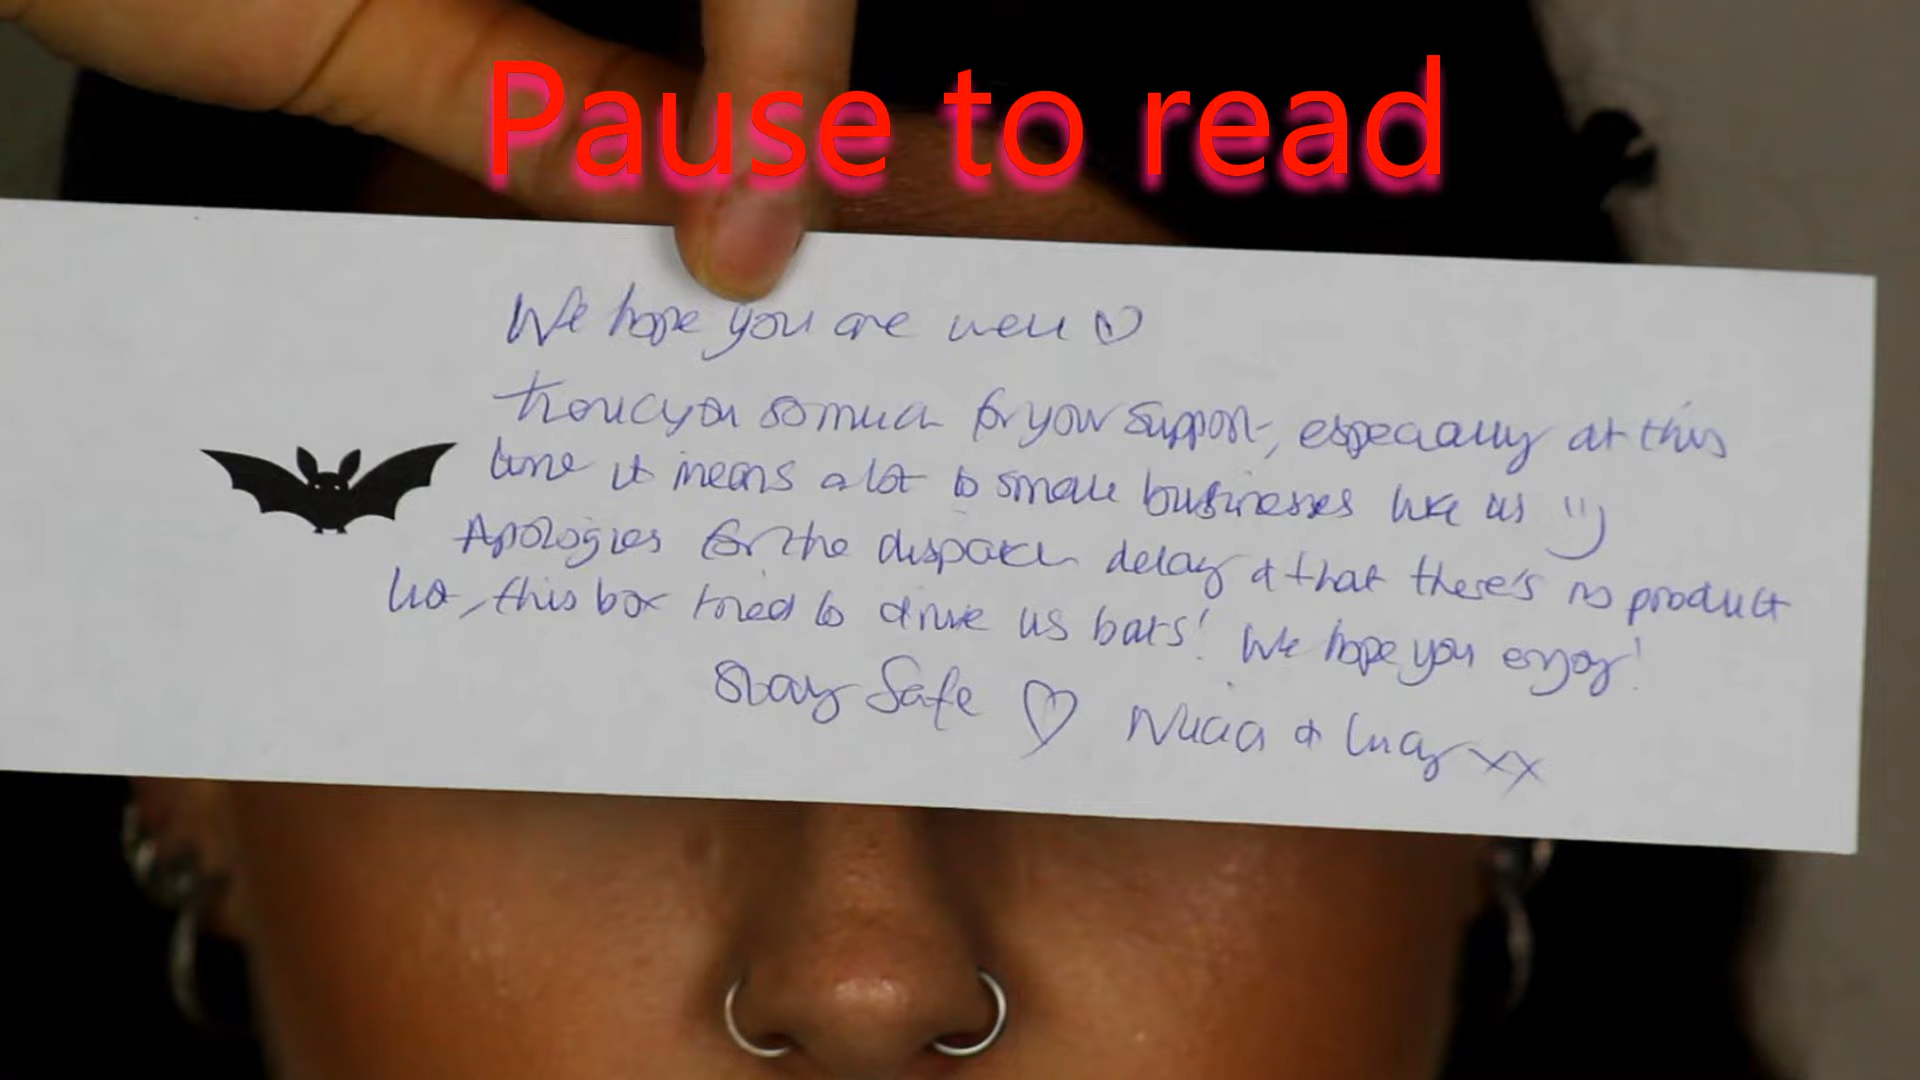 Pause to read
We hope you are well ♡
Thankyou so much for your support, especially at this
time it means a lot to small businesses like us :)
Apologies for the dispatch delay & that there's no product
list, this box tried to drive us bats! We hope you enjoy!
Stay Safe ♡ & Lucy xx